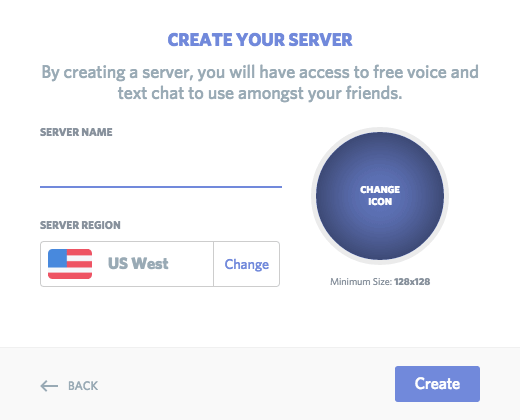 CREATE YOUR SERVER
By creating a server, you will have access to free voice and
text chat to use amongst your friends.
SERVER NAME
CHANGE
ICON
SERVER REGION
US West
Change
Minimum Size: 128x128
BACK
Create